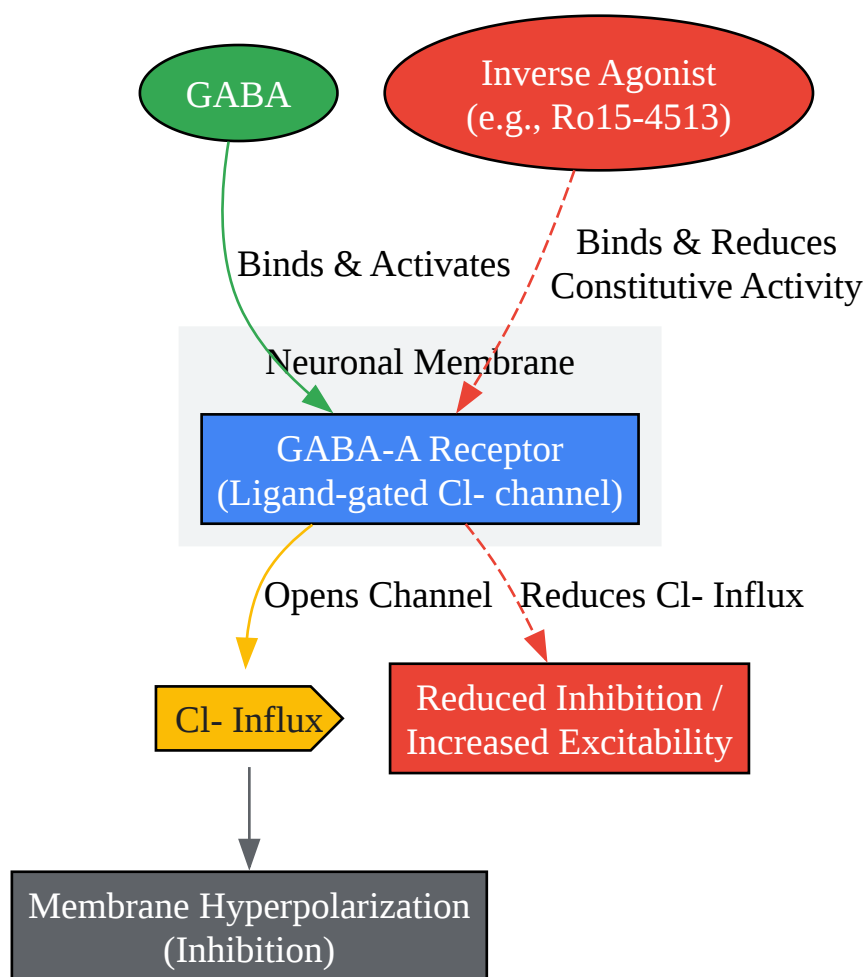 GABA
Inverse Agonist
(e.g., Ro15-4513)
Binds & Activates
Binds & Reduces
Constitutive Activity
Neuronal Membrane
GABA-A Receptor
(Ligand-gated Cl- channel)
Opens Channel
Reduces Cl- Influx
Cl- Influx
Reduced Inhibition /
Increased Excitability
Membrane Hyperpolarization
(Inhibition)